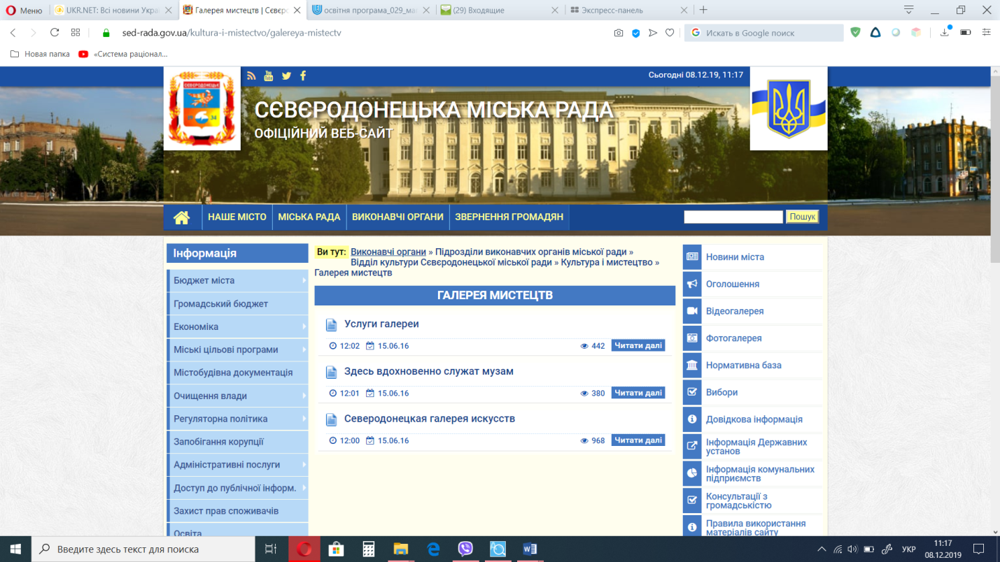 Меню
UKR.NET: Всі новини Укра
Галерея мистецтв | Сєвєро
освітня програма_029_ма
(29) Входящие
Экспресс-панель
sed-rada.gov.ua/kultura-i-mistectvo/galereya-mistectv
Искать в Google поиск
Новая папка
«Система раціонал...
Сьогодні 08.12.19, 11:17
СЄВЄРОДОНЕЦЬК
19 34
СЄВЄРОДОНЕЦЬКА МІСЬКА РАДА
ОФІЦІЙНИЙ ВЕБ-САЙТ
НАШЕ МІСТО
МІСЬКА РАДА
ВИКОНАВЧІ ОРГАНИ
ЗВЕРНЕННЯ ГРОМАДЯН
Пошук
Інформація
Бюджет міста
Громадський бюджет
Економіка
Міські цільові програми
Містобудівна документація
Очищення влади
Регуляторна політика
Запобігання корупції
Адміністративні послуги
Доступ до публічної інформ.
Захист прав споживачів
Освіта
Ви тут: Виконавчі органи » Підрозділи виконавчих органів міської ради »
Відділ культури Сєвєродонецької міської ради » Культура і мистецтво »
Галерея мистецтв
ГАЛЕРЕЯ МИСТЕЦТВ
Услуги галереи
12:02 15.06.16 442 Читати далі
Здесь вдохновенно служат музам
12:01 15.06.16 380 Читати далі
Северодонецкая галерея искусств
12:00 15.06.16 968 Читати далі
Новини міста
Оголошення
Відеогалерея
Фотогалерея
Нормативна база
Вибори
Довідкова інформація
Інформація Державних
установ
Інформація комунальних
підприємств
Консультації з
громадськістю
Правила використання
матеріалів сайту
Введите здесь текст для поиска
УКР
11:17
08.12.2019